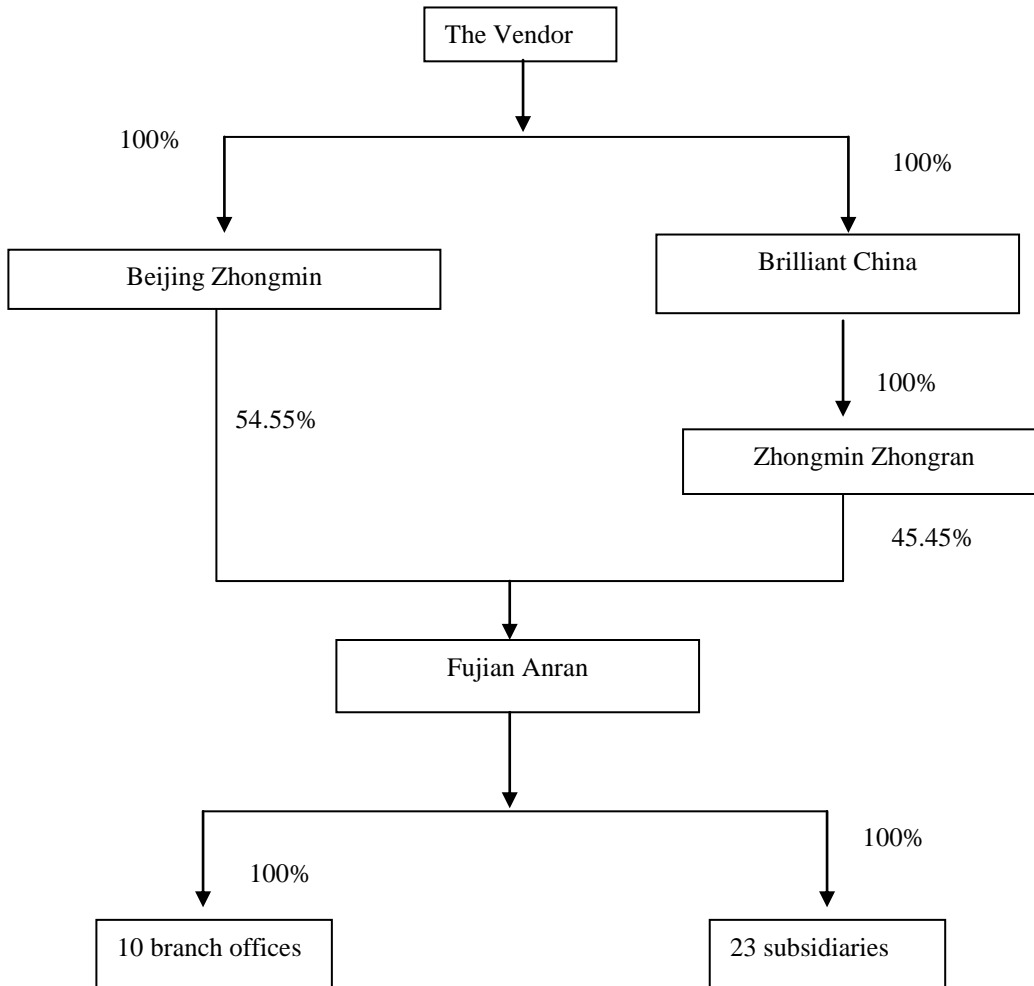 The Vendor
100%
100%
Beijing Zhongmin
Brilliant China
100%
54.55%
Zhongmin Zhongran
45.45%
Fujian Anran
100%
100%
10 branch offices
23 subsidiaries